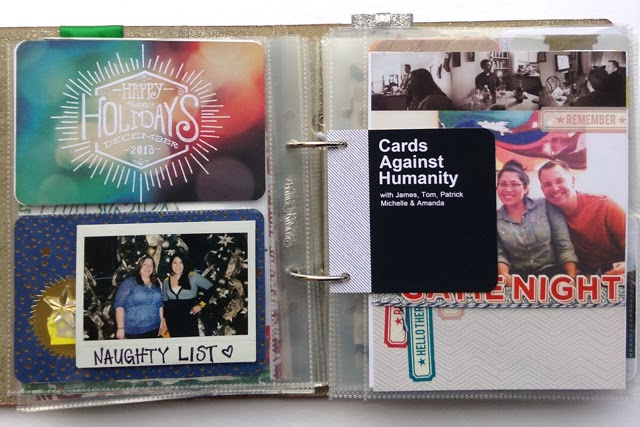 HAPPY
HOLIDAYS
DECEMBER
2013
NAUGHTY LIST
Cards
Against
Humanity
with James, Tom, Patrick
Michelle & Amanda
REMEMBER
GAME NIGHT
HELLO THERE